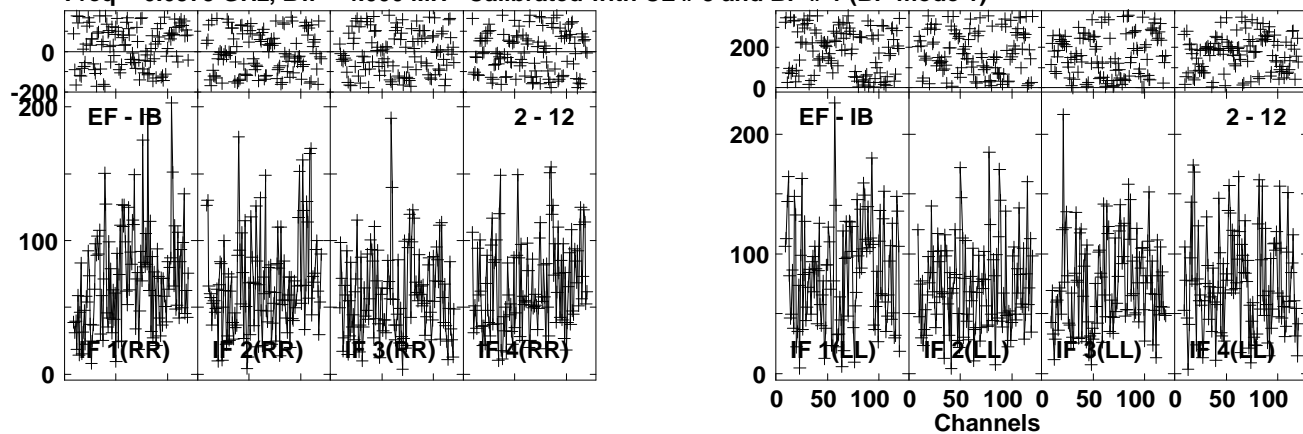 0
-200
200
100
0
EF - IB
2 - 12
IF 1(RR)
IF 2(RR)
IF 3(RR)
IF 4(RR)
200
0
200
100
0
EF - IB
2 - 12
IF 1(LL)
IF 2(LL)
IF 3(LL)
IF 4(LL)
0 50 100 0 50 100 0 50 100 0 50 100
Channels